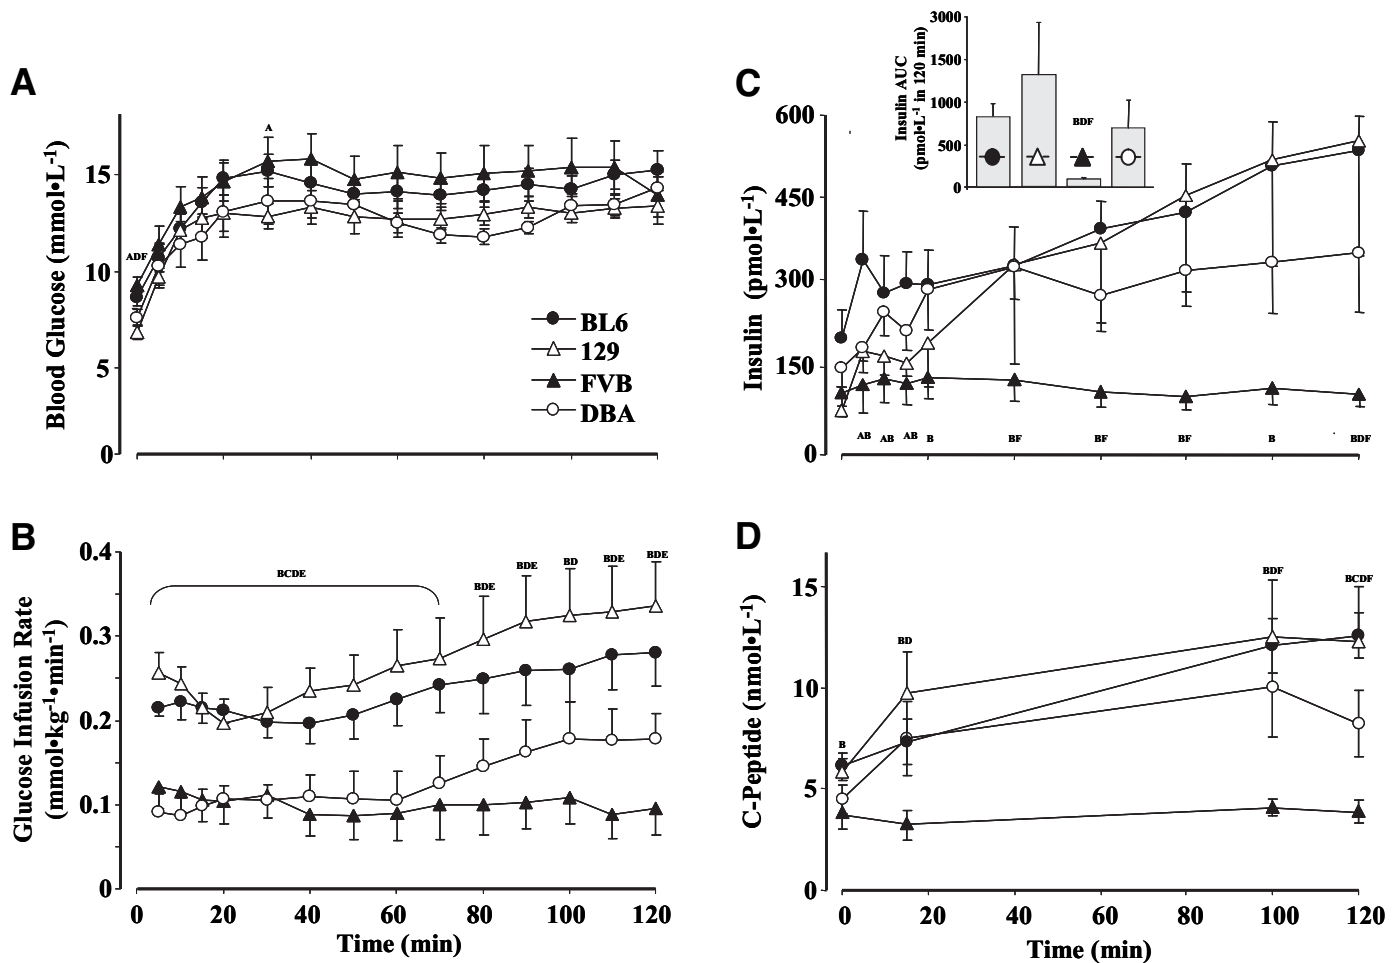 A
Blood Glucose (mmol•L-1)
15
10
5
0
ADF
A
BL6
129
FVB
DBA
B
Glucose Infusion Rate
(mmol•kg-1•min-1)
0.4
0.3
0.2
0.1
0
BCDE
BDE
BDE
BD
BDE
BDE
0
20
40
60
80
100
120
Time (min)
C
Insulin (pmol•L-1)
600
450
300
150
0
Insulin AUC
(pmol•L-1 in 120 min)
3000
1500
1000
500
0
BDF
AB
AB
AB
B
BF
BF
BF
B
BDF
D
C-Peptide (nmol•L-1)
15
10
5
0
B
BD
BDF
BCDF
0
20
40
60
80
100
120
Time (min)